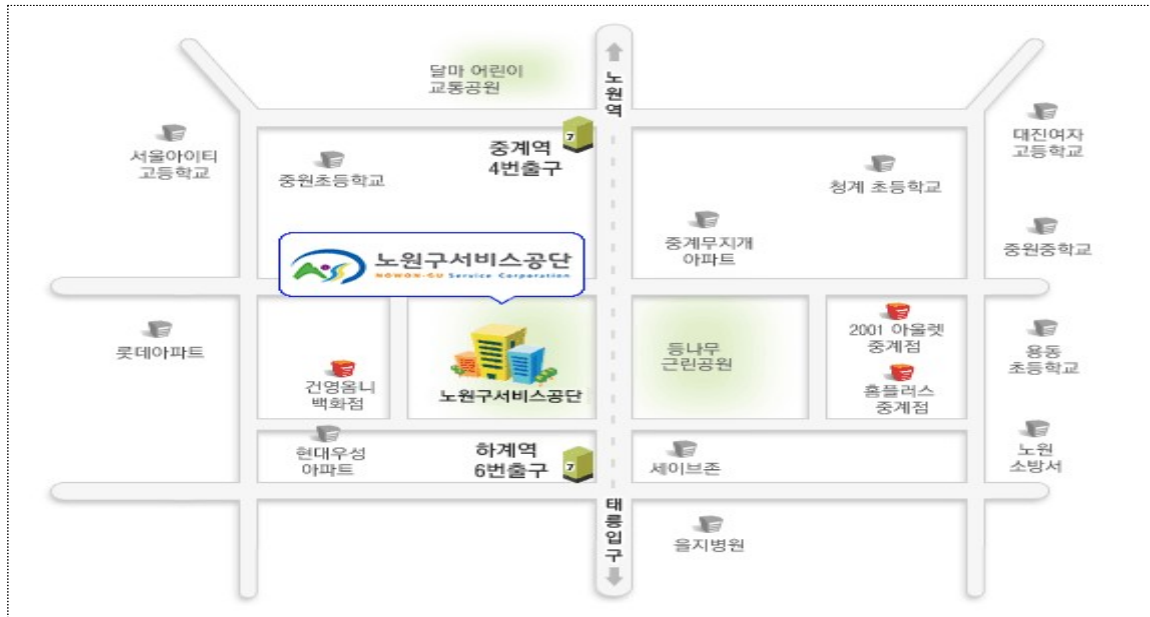 달마 어린이
교통공원
노원역
7
중계역
4번출구
서울아이티
고등학교
중원초등학교
대진여자
고등학교
청계 초등학교
중계무지개
아파트
중원중학교
노원구서비스공단
NOWON-GU Service Corporation
롯데아파트
건영옴니
백화점
노원구서비스공단
등나무
근린공원
2001 아울렛
중계점
홈플러스
중계점
용동
초등학교
현대우성
아파트
하계역
6번출구
7
세이브존
노원
소방서
태릉입구
을지병원